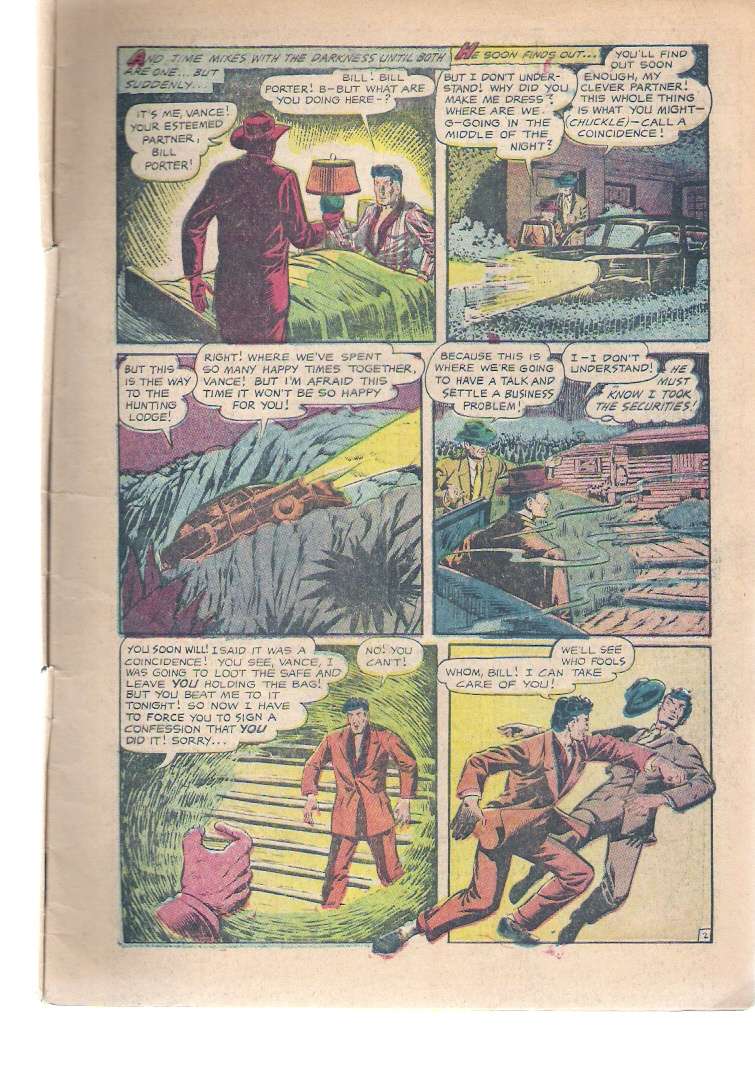 AND TIME MIXES WITH THE DARKNESS UNTIL BOTH
ARE ONE... BUT
SUDDENLY...
IT'S ME, VANCE!
YOUR ESTEEMED
PARTNER,
BILL
PORTER!
BILL! BILL
PORTER! B-BUT WHAT ARE
YOU DOING HERE-?
HE SOON FINDS OUT...
BUT I DON'T UNDER-
STAND! WHY DID YOU
MAKE ME DRESS?
WHERE ARE WE
G-GOING IN THE
MIDDLE OF THE
NIGHT?
YOU'LL FIND
OUT SOON
ENOUGH, MY
CLEVER PARTNER!
THIS WHOLE THING
IS WHAT YOU MIGHT-
(CHUCKLE)-CALL A
COINCIDENCE!
BUT THIS
IS THE WAY
TO THE
HUNTING
LODGE!
RIGHT! WHERE WE'VE SPENT
SO MANY HAPPY TIMES TOGETHER,
VANCE! BUT I'M AFRAID THIS
TIME IT WON'T BE SO HAPPY
FOR YOU!
BECAUSE THIS IS
WHERE WE'RE GOING
TO HAVE A TALK AND
SETTLE A BUSINESS
PROBLEM!
I-I DON'T
UNDERSTAND!
HE
MUST
KNOW I TOOK
THE SECURITIES!
YOU SOON WILL! I SAID IT WAS A
COINCIDENCE! YOU SEE, VANCE, I
WAS GOING TO LOOT THE SAFE AND
LEAVE YOU HOLDING THE BAG!
BUT YOU BEAT ME TO IT
TONIGHT! SO NOW I HAVE
TO FORCE YOU TO SIGN A
CONFESSION THAT YOU
DID IT! SORRY...
NO! YOU
CAN'T!
WE'LL SEE
WHO FOOLS
WHOM, BILL! I CAN TAKE
CARE OF YOU!
2